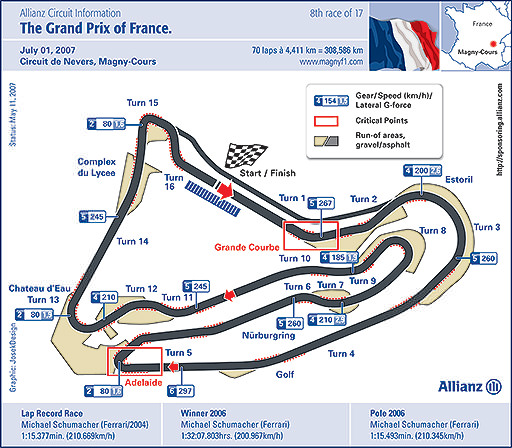 Allianz Circuit Information
The Grand Prix of France.
8th race of 17
July 01, 2007
Circuit de Nevers, Magny-Cours
70 laps à 4,411 km = 308,586 km
www.magnyf1.com
France
Magny-Cours
Status: May 11, 2007
http://sponsoring.allianz.com
4 154 1,5 Gear/Speed (km/h)/
Lateral G-force
Critical Points
Run-of areas,
gravel/asphalt
Turn 15
2 80 1,5
Complex
du Lycee
Turn
16
Start / Finish
4 200 2,5
Estoril
Turn 1
Turn 2
5 267
5 245
Grande Courbe
Turn 3
Turn 8
Turn 14
Turn 10
4 185 1,5
5 260
Turn 9
Chateau d'Eau
Turn 13
4 210
Turn 12
5 245
Turn 11
Turn 6
Turn 7
2 80 1,5
5 260
4 210 2,5
Nürburgring
Turn 5
Turn 4
Golf
Adelaide
2 80 1,5
6 297
Graphic: JosekDesign
Allianz
Lap Record Race
Michael Schumacher (Ferrari/2004)
1:15.377min. (210.669km/h)
Winner 2006
Michael Schumacher (Ferrari)
1:32:07.803hrs. (200.967km/h)
Pole 2006
Michael Schumacher (Ferrari)
1:15.493min. (210.345km/h)